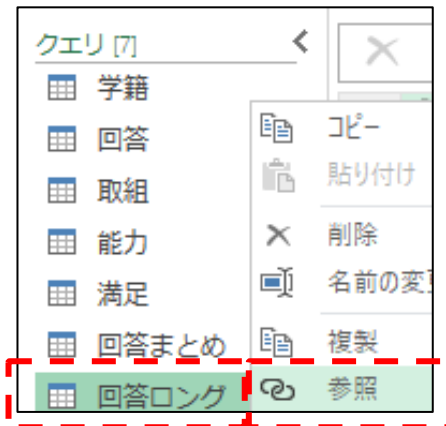 クエリ [7]
学籍
回答
取組
能力
満足
回答まとめ
回答ロング
コピー
貼り付け
削除
名前の変更
複製
参照